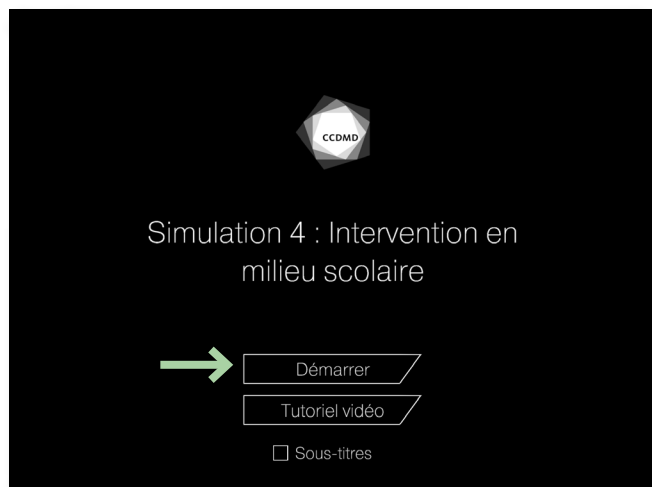 CCDMD
Simulation 4 : Intervention en
milieu scolaire
Démarrer
Tutoriel vidéo
Sous-titres